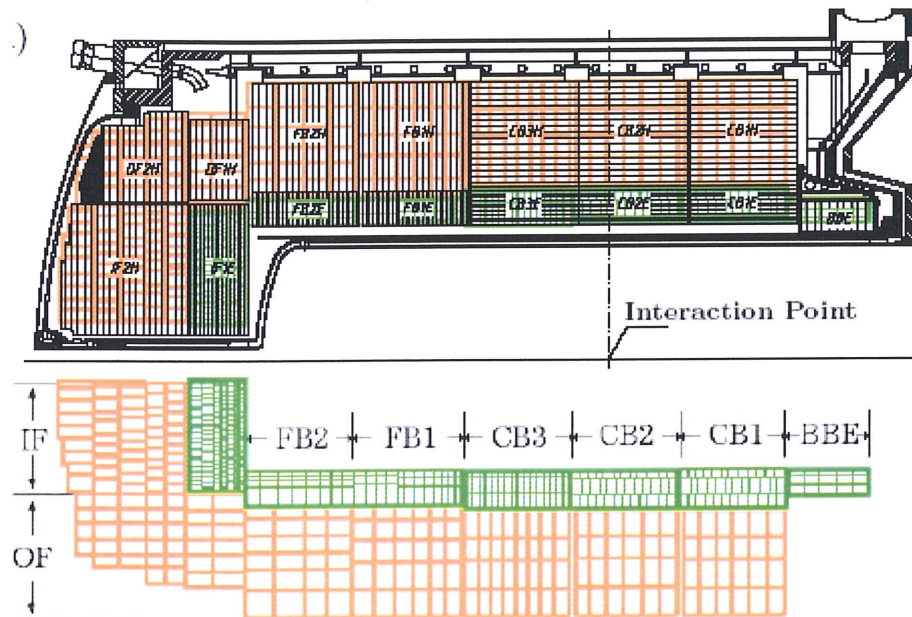 .)
FB2H FB1H CB3H CB2H CB1H
OF2H OF1H
FB2E FB1E CB3E CB2E CB1E
BBE
IF2H IF1E
Interaction Point
IF FB2 FB1 CB3 CB2 CB1 BBE
OF